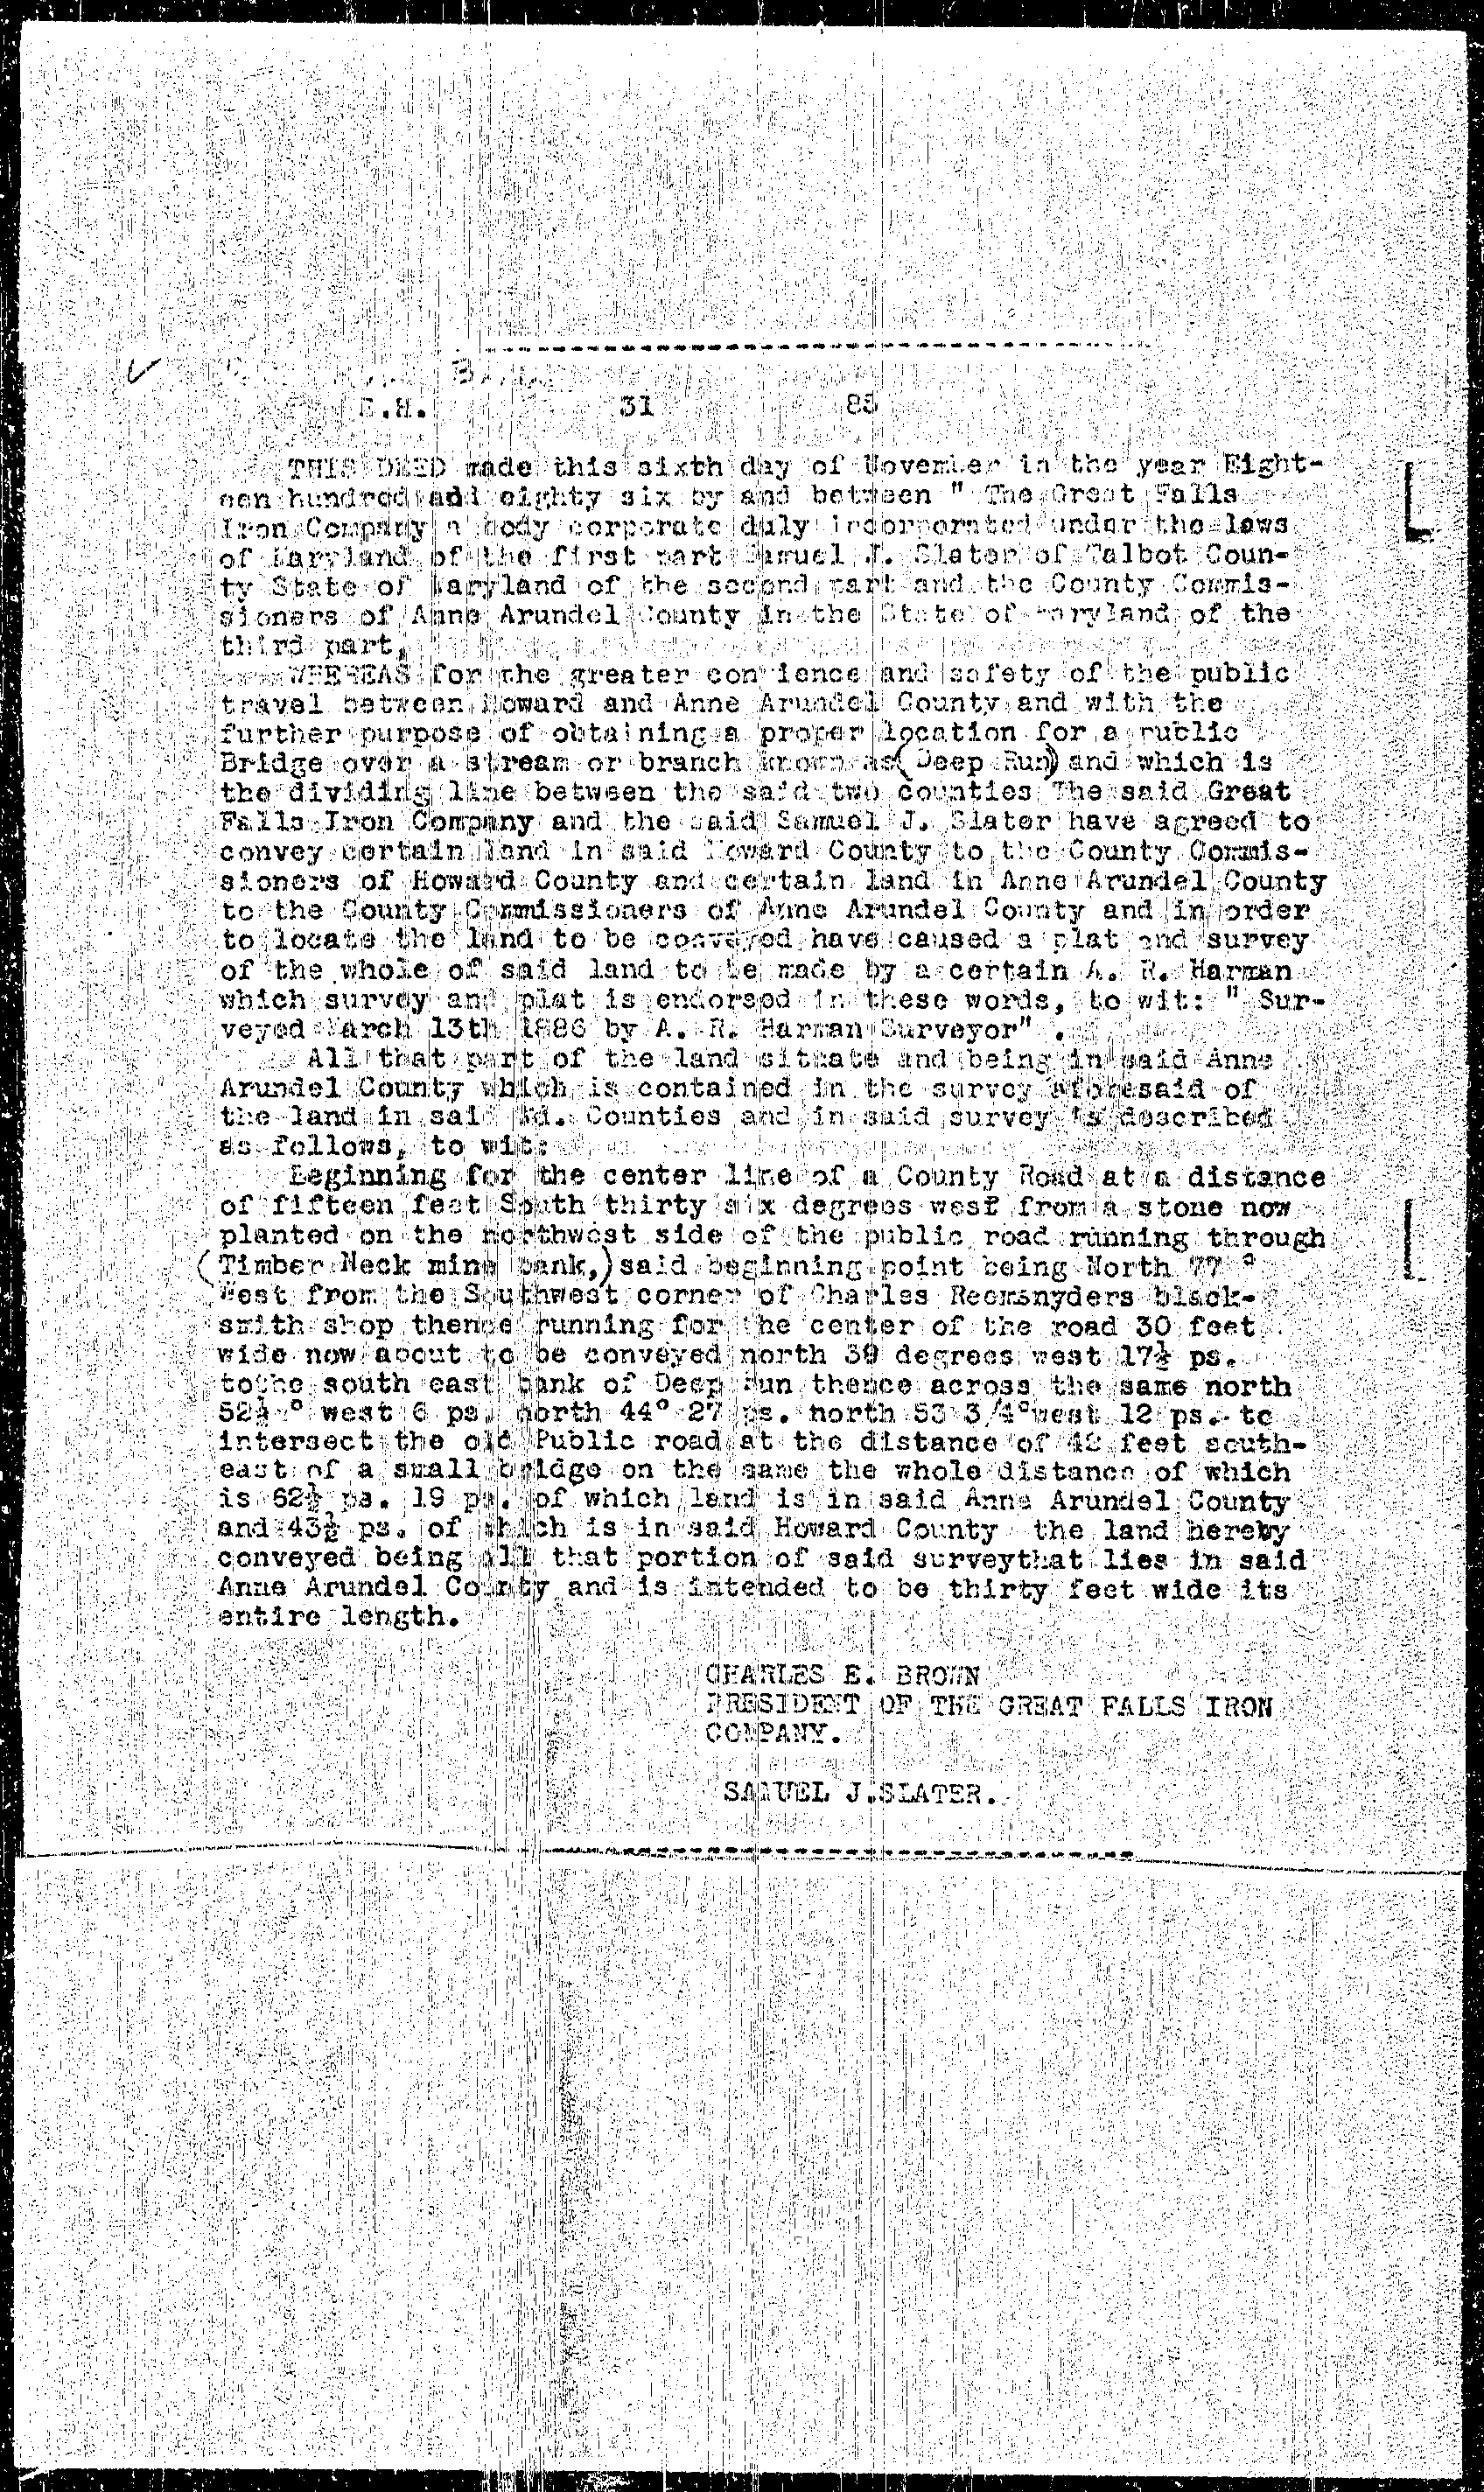 S.H. 31 85
THIS DEED made this sixth day of November in the year Eight-
een hundred add eighty six by and between " The Great Falls
Iron Company a body corporate duly incorporated under the laws
of Maryland of the first part Samuel J. Slater of Talbot Coun-
ty State of Maryland of the second part and the County Commis-
sioners of Anne Arundel County in the State of Maryland of the
third part,
WHEREAS for the greater convience and safety of the public
travel between Howard and Anne Arundel County and with the
further purpose of obtaining a proper location for a public
Bridge over a stream or branch known as (Deep Run) and which is
the dividing line between the said two counties The said Great
Falls Iron Company and the said Samuel J. Slater have agreed to
convey certain land in said Howard County to the County Commis-
sioners of Howard County and certain land in Anne Arundel County
to the County Commissioners of Anne Arundel County and in order
to locate the land to be conveyed have caused a plat and survey
of the whole of said land to be made by a certain A. R. Harman
which survey and plat is endorsed in these words, to wit: " Sur-
veyed March 13th 1886 by A. R. Harman Surveyor" .
All that part of the land situate and being in said Anne
Arundel County which is contained in the survey aforesaid of
the land in said Counties and in said survey is described
as follows, to wit:
Beginning for the center line of a County Road at a distance
of fifteen feet South thirty six degrees west from a stone now
planted on the northwest side of the public road running through
(Timber Neck mine bank,) said beginning point being North 77 °
West from the Southwest corner of Charles Reemsnyders black-
smith shop thence running for the center of the road 30 feet
wide now about to be conveyed north 39 degrees west 17½ ps.
tothe south east bank of Deep Run thence across the same north
52½ ° west 6 ps. north 44° 27 ps. north 53 3/4°west 12 ps. to
intersect the old Public road at the distance of 42 feet south-
east of a small bridge on the same the whole distance of which
is 62½ ps. 19 ps. of which land is in said Anne Arundel County
and 43½ ps. of which is in said Howard County the land hereby
conveyed being all that portion of said surveythat lies in said
Anne Arundel County and is intended to be thirty feet wide its
entire length.
CHARLES E. BROWN
PRESIDENT OF THE GREAT FALLS IRON
COMPANY.
SAMUEL J.SLATER.